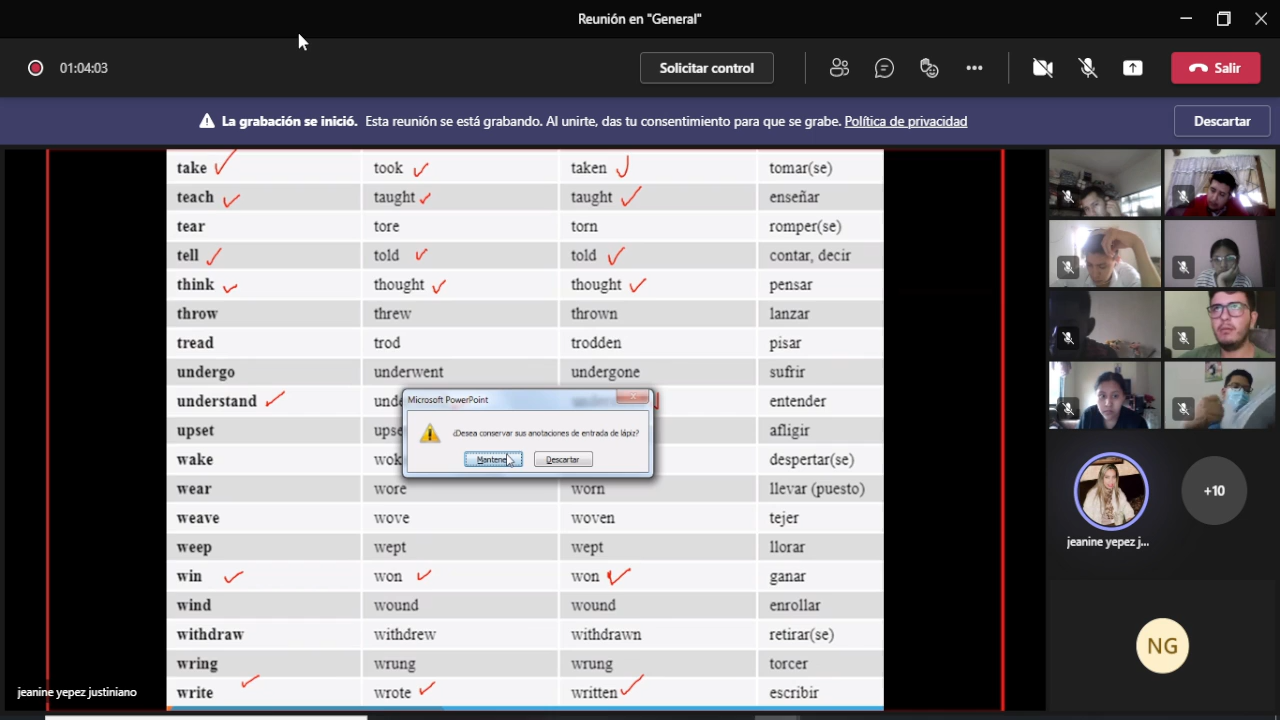 Reunión en "General"
01:04:03
Solicitar control
Salir
La grabación se inició. Esta reunión se está grabando. Al unirte, das tu consentimiento para que se grabe. Política de privacidad
Descartar
take took taken tomar(se)
teach taught taught enseñar
tear tore torn romper(se)
tell told told contar, decir
think thought thought pensar
throw threw thrown lanzar
tread trod trodden pisar
undergo underwent undergone sufrir
understand unde entender
upset upse afligir
wake wok despertar(se)
wear wore worn llevar (puesto)
weave wove woven tejer
weep wept wept llorar
win won won ganar
wind wound wound enrollar
withdraw withdrew withdrawn retirar(se)
wring wrung wrung torcer
write wrote written escribir
Microsoft PowerPoint
¿Desea conservar sus anotaciones de entrada de lápiz?
Mantene
Descartar
jeanine yepez justiniano
+10
jeanine yepez j...
NG